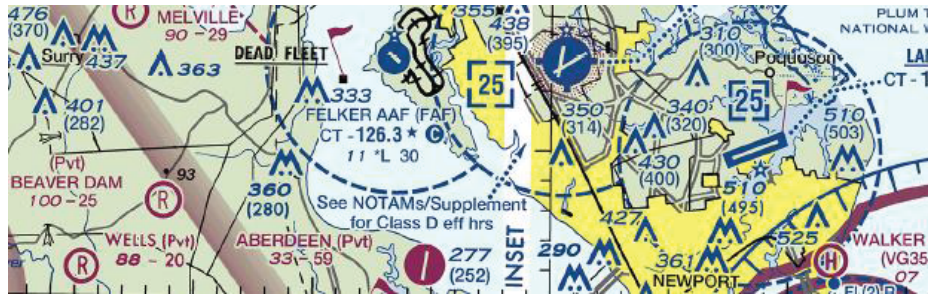 476
(370)
Surry
437
363
401
(282)
MELVILLE
90 - 29
R
DEAD FLEET
333
FELKER AAF (FAF)
CT - 126.3 ★ C
11 *L 30
355
438
(395)
25
See NOTAMs/Supplement
for Class D eff hrs
360
(280)
(Pvt)
BEAVER DAM
100 - 25
93
R
R
WELLS (Pvt)
88 - 20
ABERDEEN (Pvt)
33 - 59
277
(252)
INSET
350
(314)
310
(300)
Poquoson
340
(320)
25
430
(400)
510
(503)
510
(495)
427
290
361
NEWPORT
525
PLUM T
NATIONAL W
LA
CT - 1
H
WALKER
(VG35
07